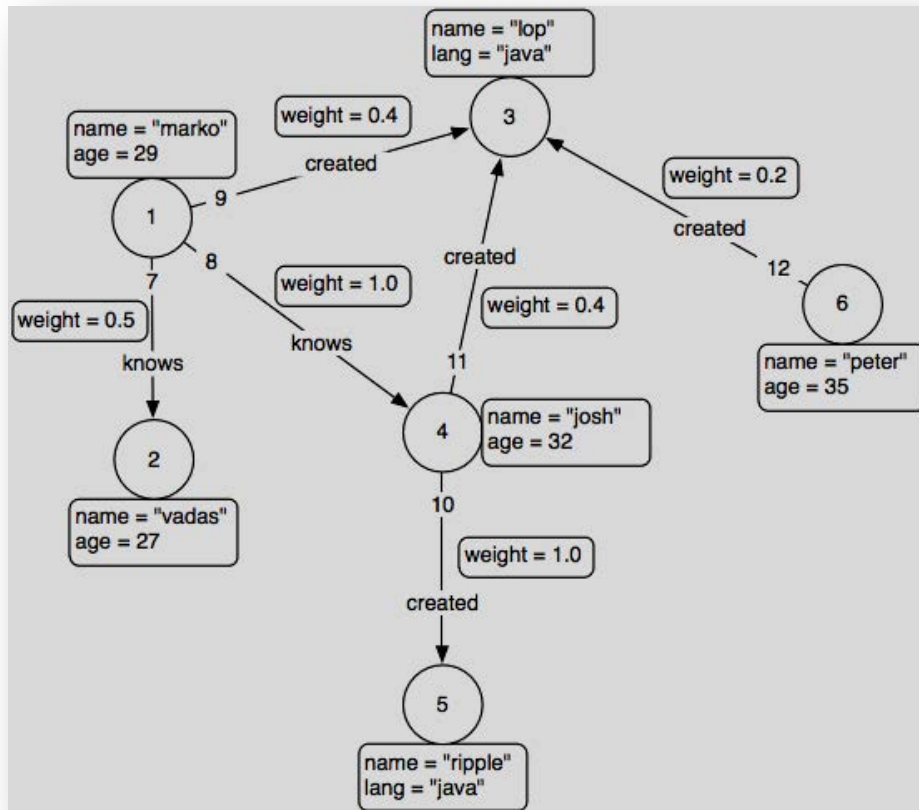 name = "lop"
lang = "java"
3
weight = 0.4
name = "marko"
age = 29
created
9
1
weight = 0.2
created
12
8
7
created
weight = 1.0
weight = 0.5
weight = 0.4
6
knows
knows
11
name = "peter"
age = 35
4
name = "josh"
age = 32
2
10
name = "vadas"
age = 27
weight = 1.0
created
5
name = "ripple"
lang = "java"